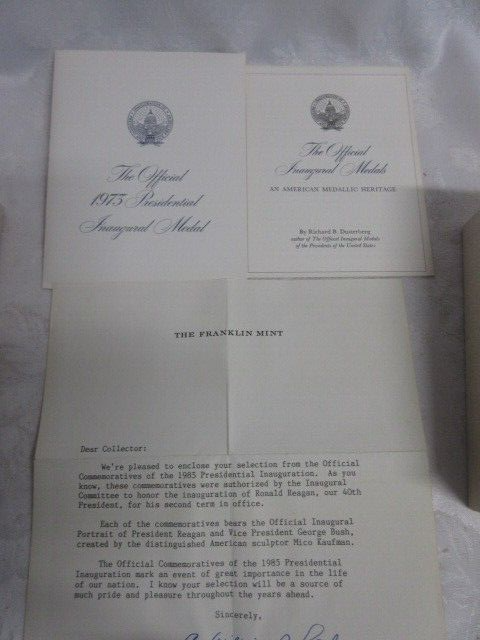 The Official
1973 Presidential
Inaugural Medal
The Official
Inaugural Medals
AN AMERICAN MEDALLIC HERITAGE
By Richard B. Dusterberg
author of The Official Inaugural Medals
of the Presidents of the United States
THE FRANKLIN MINT
Dear Collector:
We're pleased to enclose your selection from the Official
Commemoratives of the 1985 Presidential Inauguration. As you
know, these commemoratives were authorized by the Inaugural
Committee to honor the inauguration of Ronald Reagan, our 40th
President, for his second term in office.
Each of the commemoratives bears the Official Inaugural
Portrait of President Reagan and Vice President George Bush,
created by the distinguished American sculptor Mico Kaufman.
The Official Commemoratives of the 1985 Presidential
Inauguration mark an event of great importance in the life
of our nation. I know your selection will be a source of
much pride and pleasure throughout the years ahead.
Sincerely,